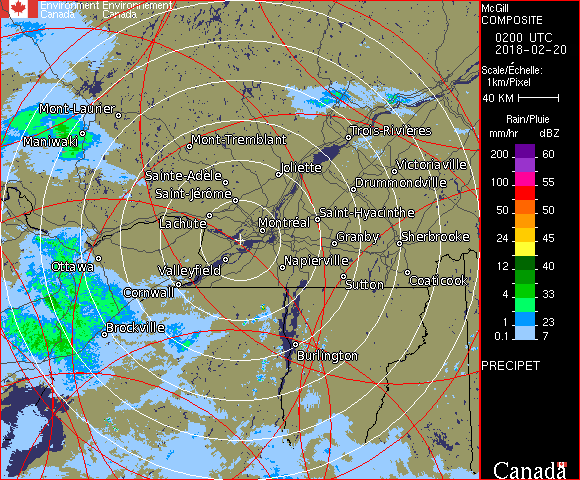 Environment Environnement
Canada Canada
McGill
COMPOSITE
0200 UTC
2018-02-20
Scale/Échelle:
1km/Pixel
40 KM
Rain/Pluie
mm/hr dBZ
200 60
155 57
100 55
50 50
24 45
12 40
4 33
1 23
0.1 7
PRECIPET
Canada
Mont-Laurier
Maniwaki
Mont-Tremblant
Trois-Rivières
Sainte-Adèle
Joliette
Victoriaville
Saint-Jérôme
Drummondville
Lachute
Montréal
Saint-Hyacinthe
Ottawa
Valleyfield
Granby
Sherbrooke
Napierville
Cornwall
Sutton
Coaticook
Brockville
Burlington